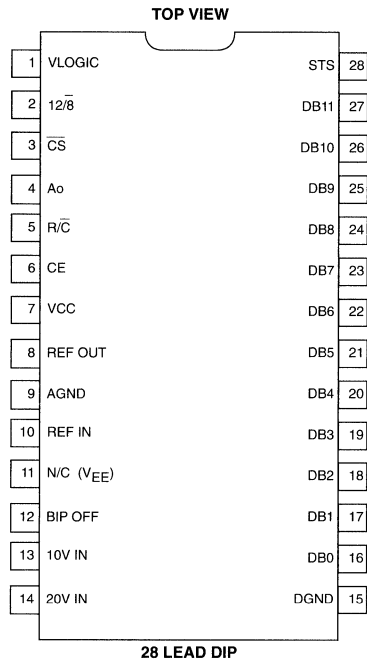 TOP VIEW
1 VLOGIC STS 28
2 12/8̅ DB11 27
3 C̅S̅ DB10 26
4 Ao DB9 25
5 R/C̅ DB8 24
6 CE DB7 23
7 VCC DB6 22
8 REF OUT DB5 21
9 AGND DB4 20
10 REF IN DB3 19
11 N/C (VEE) DB2 18
12 BIP OFF DB1 17
13 10V IN DB0 16
14 20V IN DGND 15
28 LEAD DIP